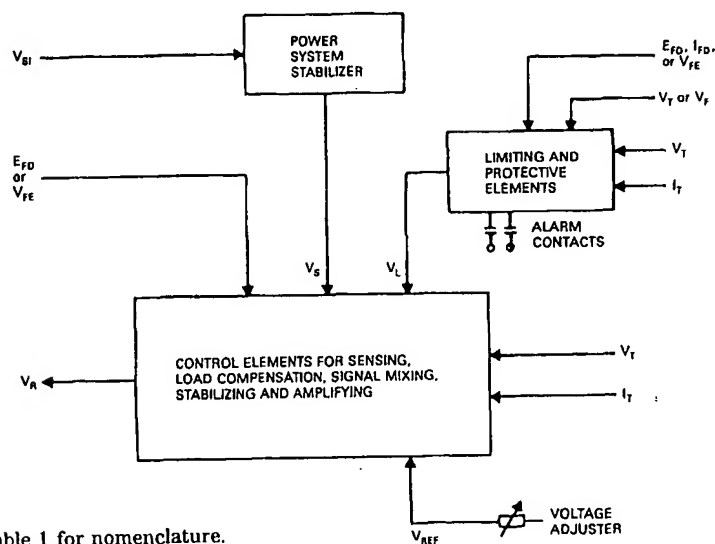 POWER
SYSTEM
STABILIZER
V_SI
E_FD, I_FD,
or V_FE
V_T or V_F
V_T
I_T
LIMITING AND
PROTECTIVE
ELEMENTS
ALARM
CONTACTS
E_FD
or
V_FE
V_S
V_L
CONTROL ELEMENTS FOR SENSING,
LOAD COMPENSATION, SIGNAL MIXING,
STABILIZING AND AMPLIFYING
V_R
V_T
I_T
V_REF
VOLTAGE
ADJUSTER
able 1 for nomenclature.